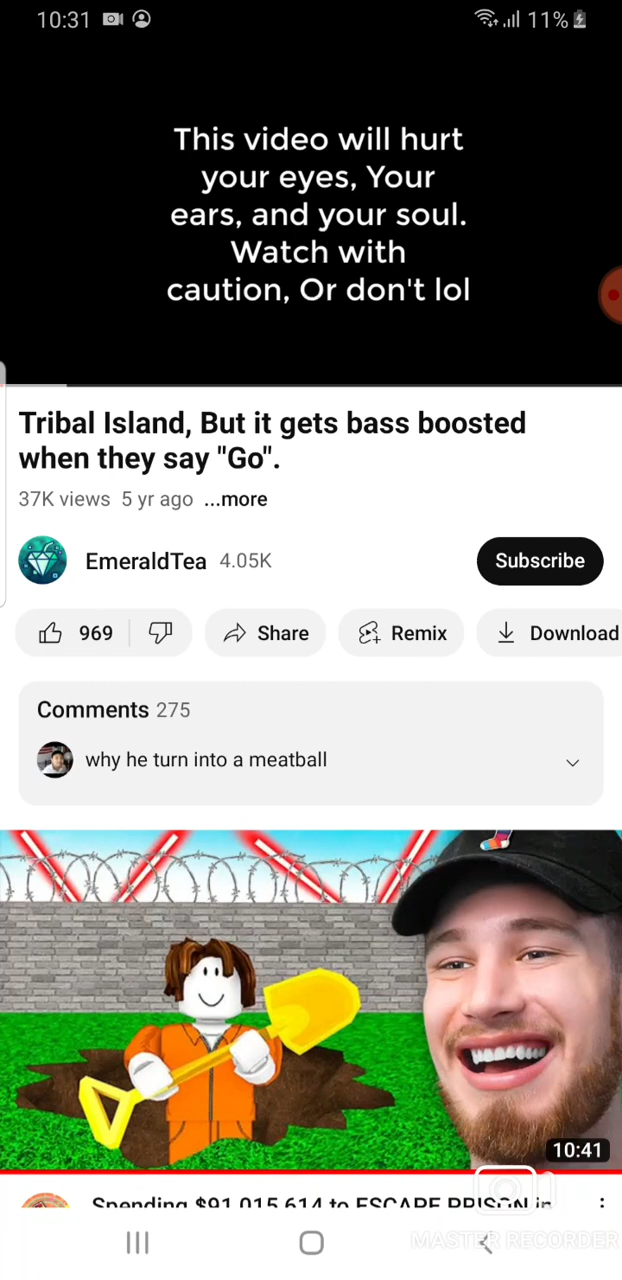 10:31
11%
This video will hurt
your eyes, Your
ears, and your soul.
Watch with
caution, Or don't lol
Tribal Island, But it gets bass boosted
when they say "Go".
37K views 5 yr ago ...more
EmeraldTea 4.05K
Subscribe
969
Share
Remix
Download
Comments 275
why he turn into a meatball
10:41
Spending $91,015,614 to ESCAPE PRISON in
MASTER RECORDER